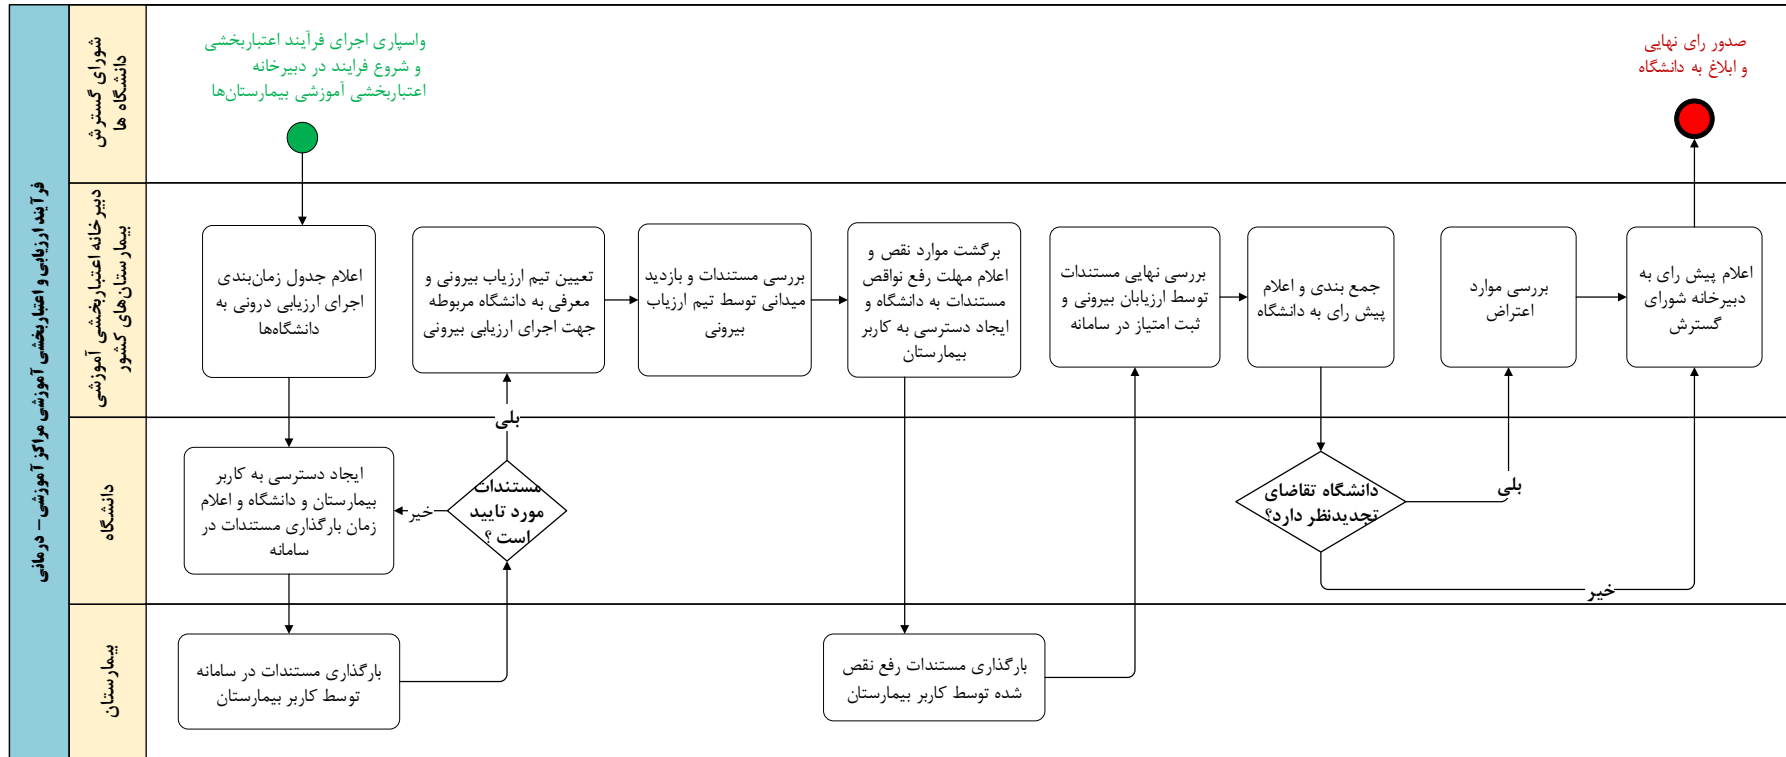 فرآیند ارزیابی و اعتباربخشی آموزشی مراکز آموزشی- درمانی
شورای گسترش
دانشگاه ها
واسپاری اجرای فرآیند اعتباربخشی
و شروع فرایند در دبیرخانه
اعتباربخشی آموزشی بیمارستان‌ها
صدور رای نهایی
و ابلاغ به دانشگاه
دبیرخانه اعتباربخشی آموزشی
بیمارستان‌های کشور
اعلام جدول زمان‌بندی
اجرای ارزیابی درونی به
دانشگاه‌ها
تعیین تیم ارزیاب بیرونی و
معرفی به دانشگاه مربوطه
جهت اجرای ارزیابی بیرونی
بررسی مستندات و بازدید
میدانی توسط تیم ارزیاب
بیرونی
برگشت موارد نقص و
اعلام مهلت رفع نواقص
مستندات به دانشگاه و
ایجاد دسترسی به کاربر
بیمارستان
بررسی نهایی مستندات
توسط ارزیابان بیرونی و
ثبت امتیاز در سامانه
جمع بندی و اعلام
پیش رای به دانشگاه
بررسی موارد
اعتراض
اعلام پیش رای به
دبیرخانه شورای
گسترش
دانشگاه
ایجاد دسترسی به کاربر
بیمارستان و دانشگاه و اعلام
زمان بارگذاری مستندات در
سامانه
خیر
بلی
مستندات
مورد تایید
است ؟
دانشگاه تقاضای
تجدیدنظر دارد؟
بلی
خیر
بیمارستان
بارگذاری مستندات در سامانه
توسط کاربر بیمارستان
بارگذاری مستندات رفع نقص
شده توسط کاربر بیمارستان